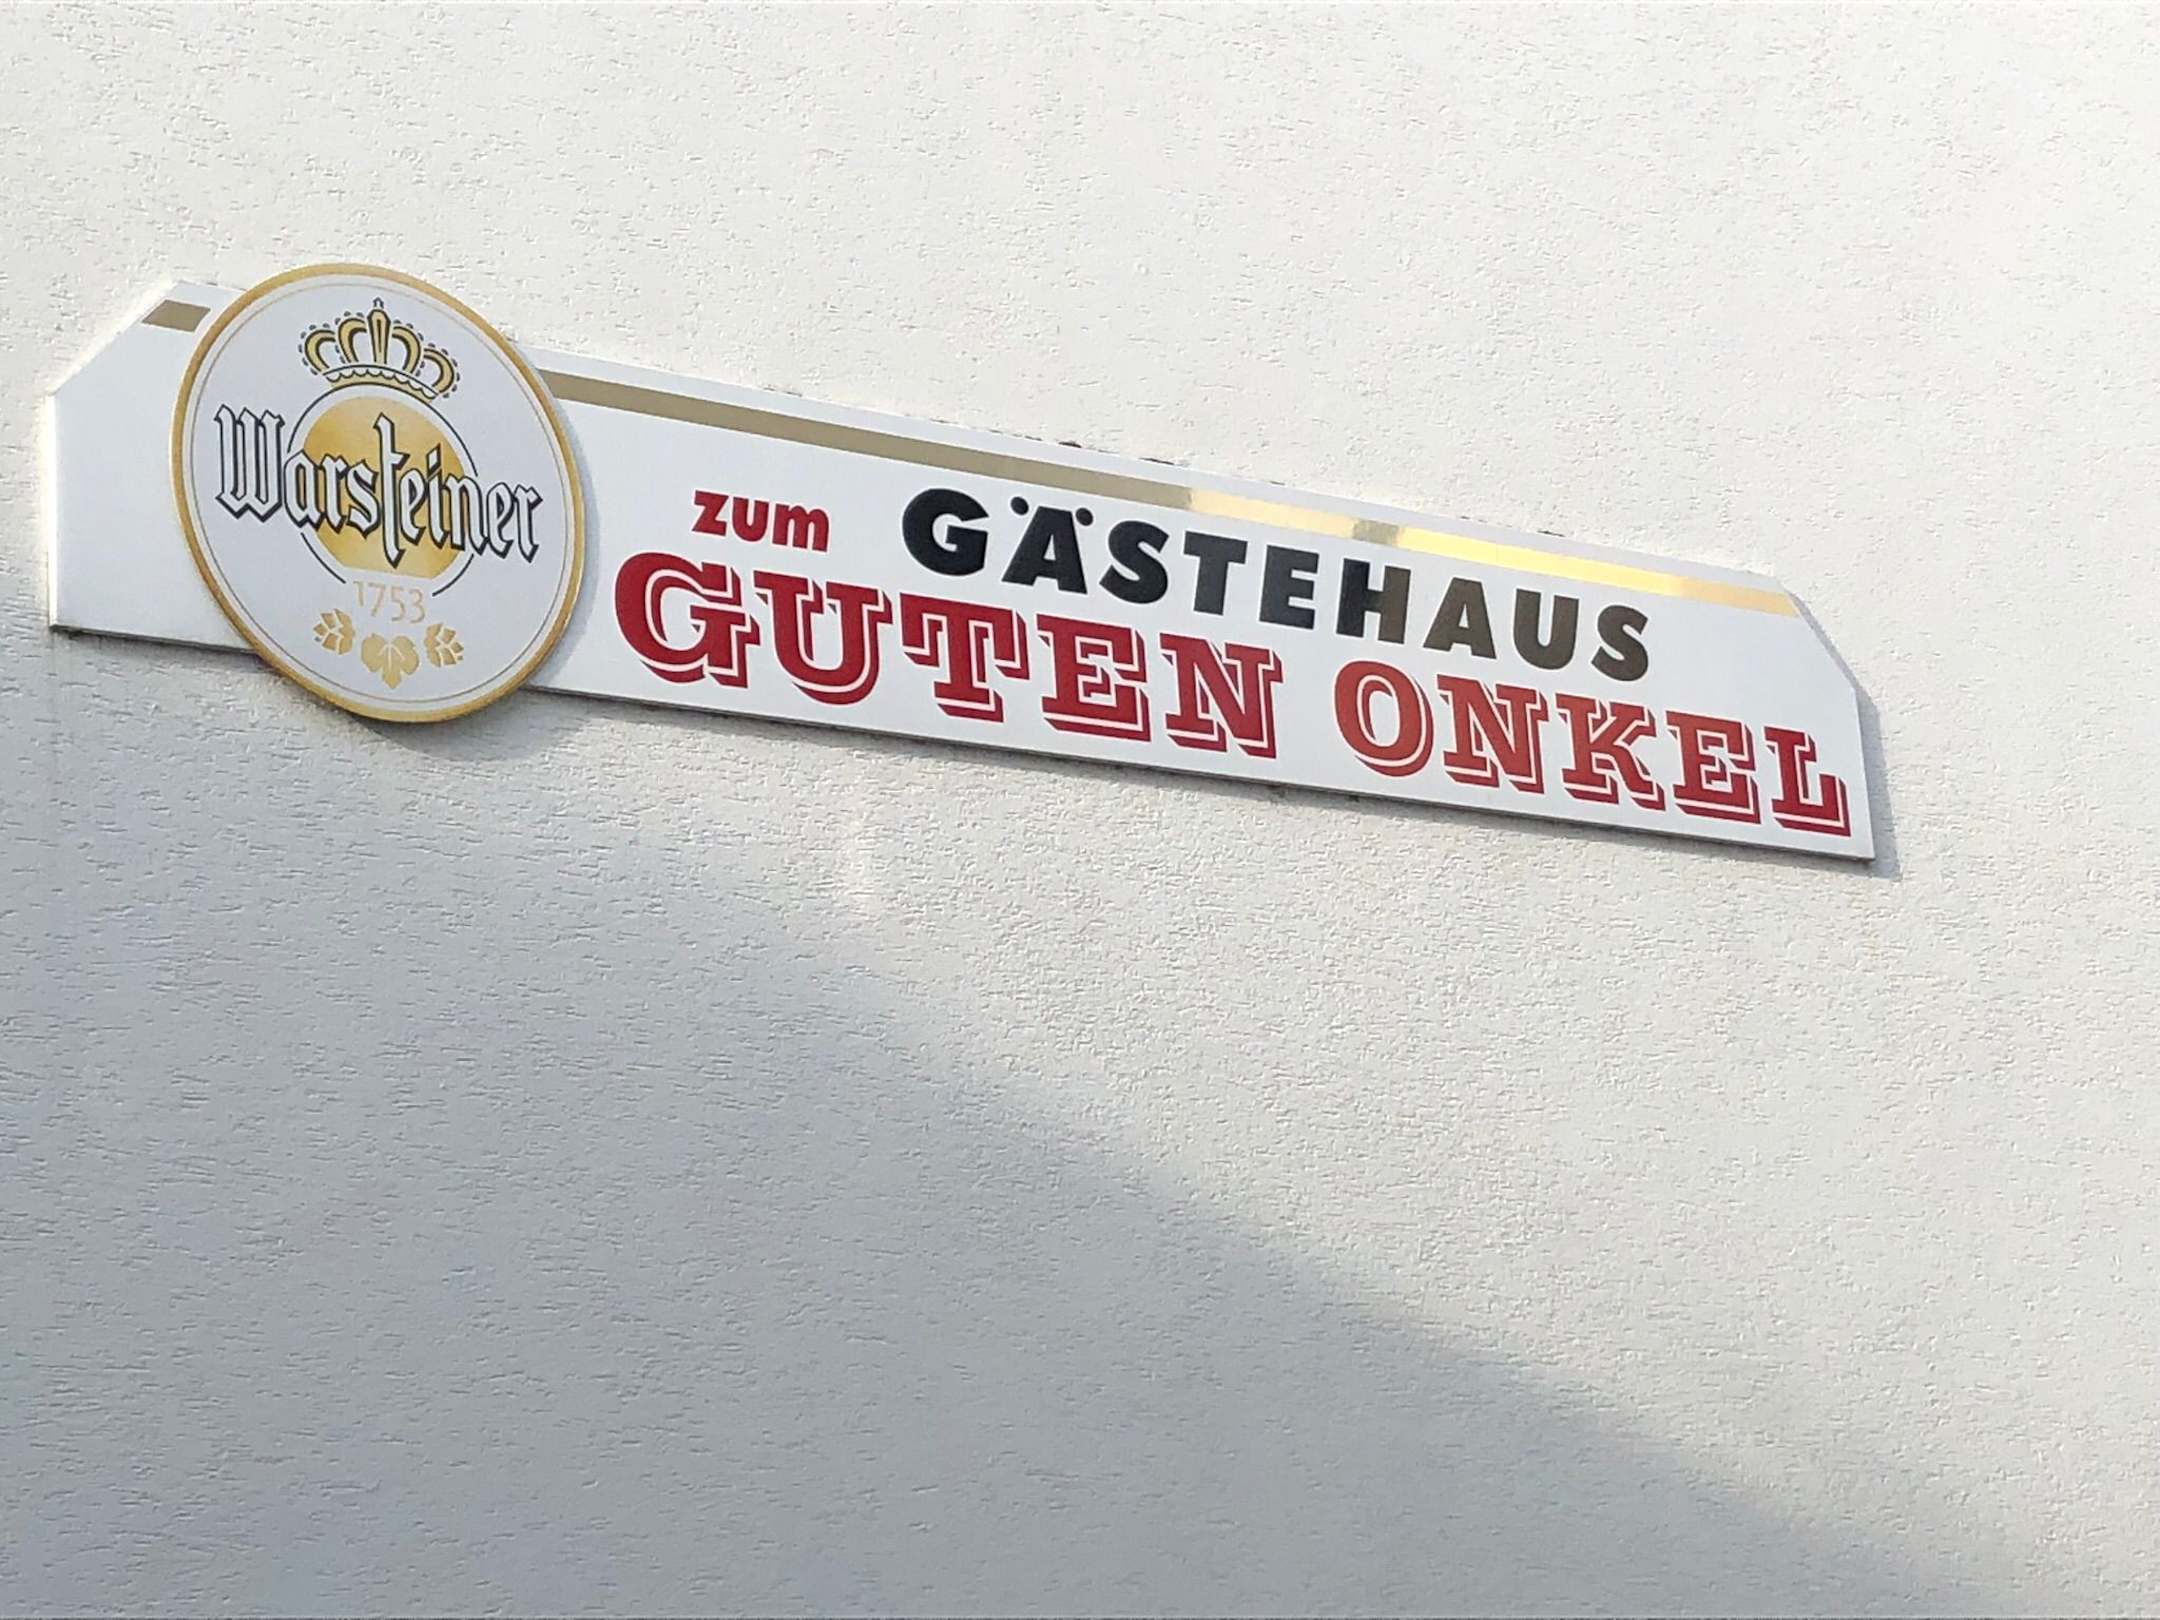 Warsteiner
1753
GÄSTEHAUS
zum
GUTEN ONKEL